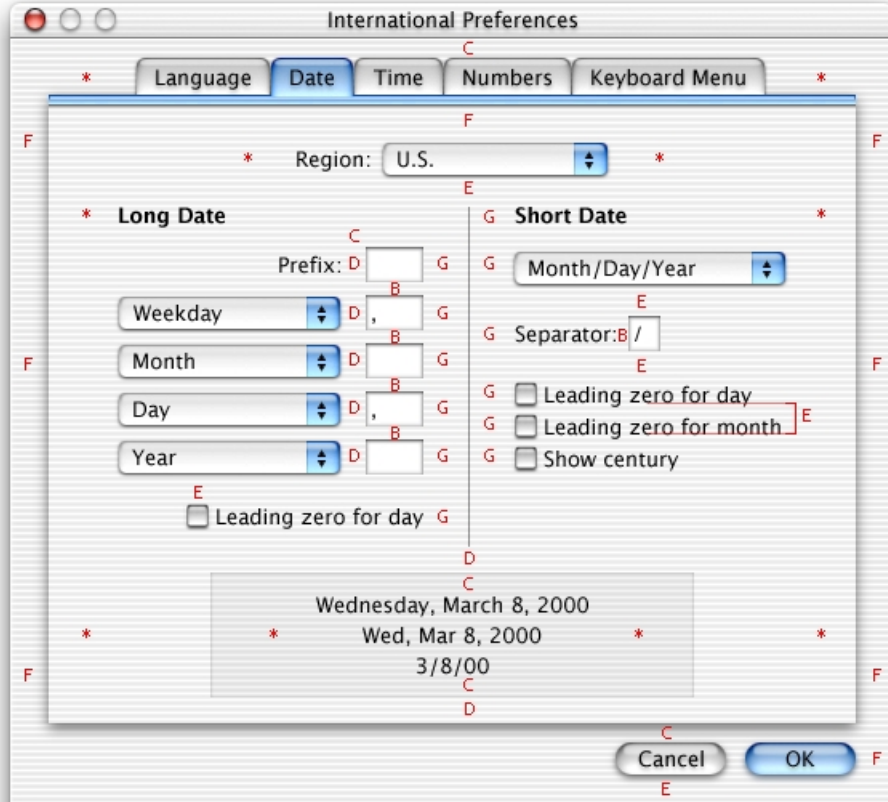 International Preferences
C
* Language Date Time Numbers Keyboard Menu *
F
F F
* Region: U.S. *
E
* Long Date G Short Date *
C
Prefix: D G G Month/Day/Year
B
Weekday D , G E
B G Separator: B /
Month D G
F E F
B G Leading zero for day
Day D , G E
B G Leading zero for month
Year D G G Show century
E
Leading zero for day G
D
C
Wednesday, March 8, 2000
* * Wed, Mar 8, 2000 * *
3/8/00
F F
C
D
C
Cancel OK F
E